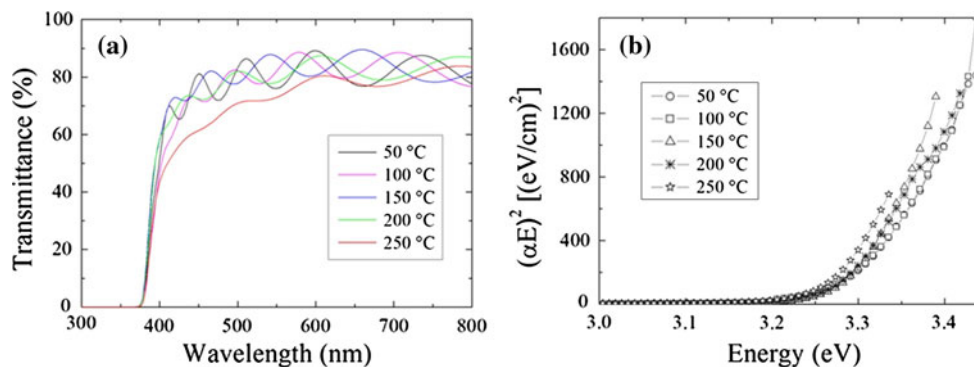 (a)
Transmittance (%)
100
80
60
40
20
0
50 °C
100 °C
150 °C
200 °C
250 °C
300
400
500
600
700
800
Wavelength (nm)
(b)
(αE)² [(eV/cm)²]
1600
1200
800
400
0
50 °C
100 °C
150 °C
200 °C
250 °C
3.0
3.1
3.2
3.3
3.4
Energy (eV)